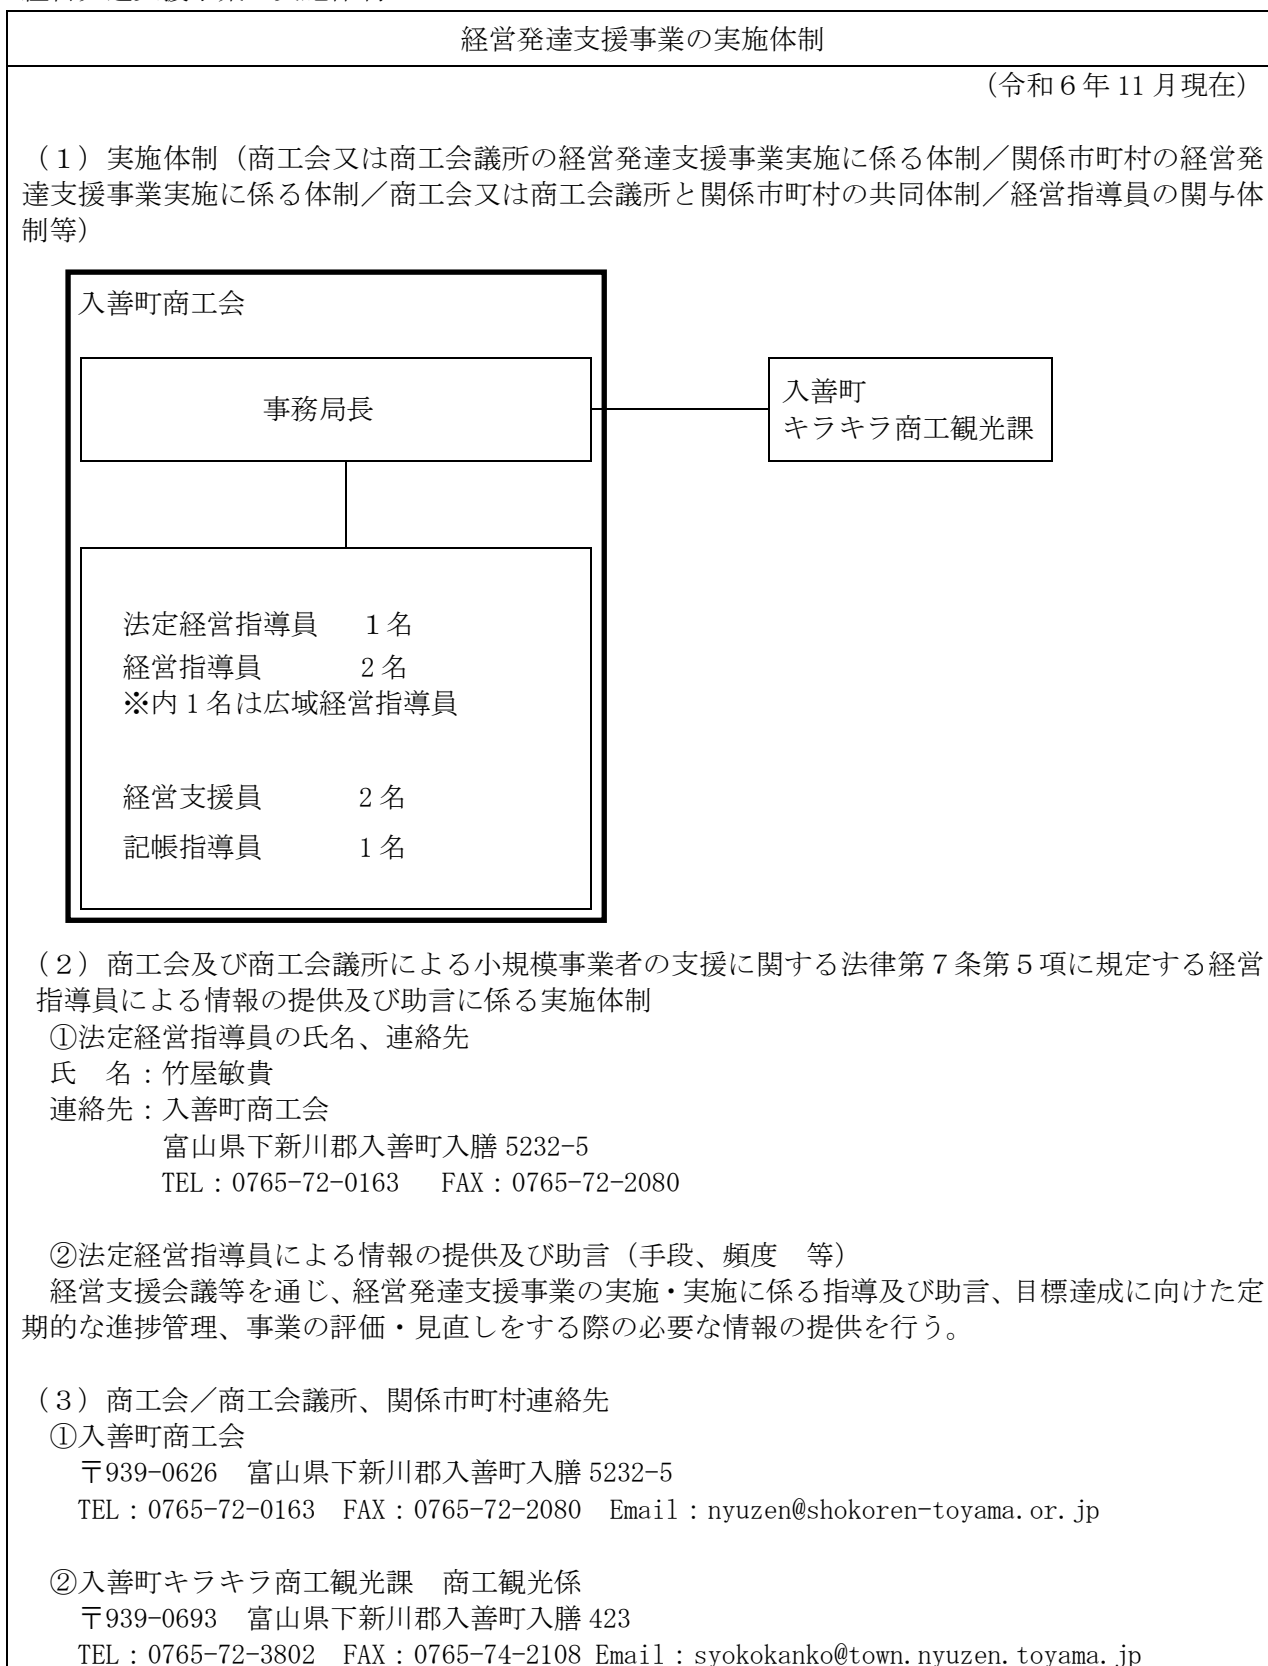 経営発達支援事業の実施体制
（令和６年 11 月現在）
（１）実施体制（商工会又は商工会議所の経営発達支援事業実施に係る体制／関係市町村の経営発
達支援事業実施に係る体制／商工会又は商工会議所と関係市町村の共同体制／経営指導員の関与体
制等）
入善町商工会
事務局長
入善町
キラキラ商工観光課
法定経営指導員　１名
経営指導員　2 名
※内 1 名は広域経営指導員
経営支援員　2 名
記帳指導員　1 名
（２）商工会及び商工会議所による小規模事業者の支援に関する法律第７条第５項に規定する経営
指導員による情報の提供及び助言に係る実施体制
①法定経営指導員の氏名、連絡先
氏　名：竹屋敏貴
連絡先：入善町商工会
富山県下新川郡入善町入膳 5232-5
TEL：0765-72-0163　FAX：0765-72-2080
②法定経営指導員による情報の提供及び助言（手段、頻度　等）
経営支援会議等を通じ、経営発達支援事業の実施・実施に係る指導及び助言、目標達成に向けた定
期的な進捗管理、事業の評価・見直しをする際の必要な情報の提供を行う。
（３）商工会／商工会議所、関係市町村連絡先
①入善町商工会
〒939-0626　富山県下新川郡入善町入膳 5232-5
TEL：0765-72-0163　FAX：0765-72-2080　Email：nyuzen@shokoren-toyama.or.jp
②入善町キラキラ商工観光課　商工観光係
〒939-0693　富山県下新川郡入善町入膳 423
TEL：0765-72-3802　FAX：0765-74-2108 Email：syokokanko@town.nyuzen.toyama.jp